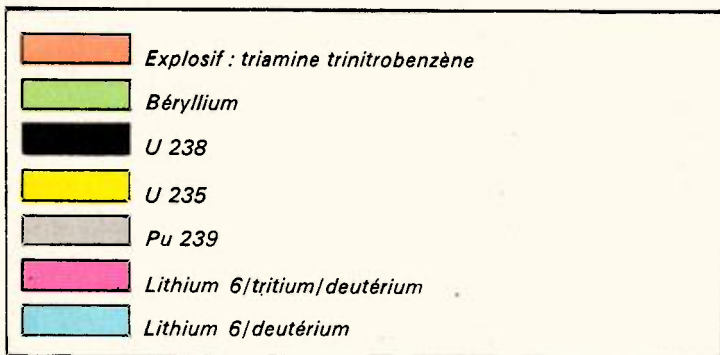 Explosif : triamine trinitrobenzène
Béryllium
U 238
U 235
Pu 239
Lithium 6/tritium/deutérium
Lithium 6/deutérium